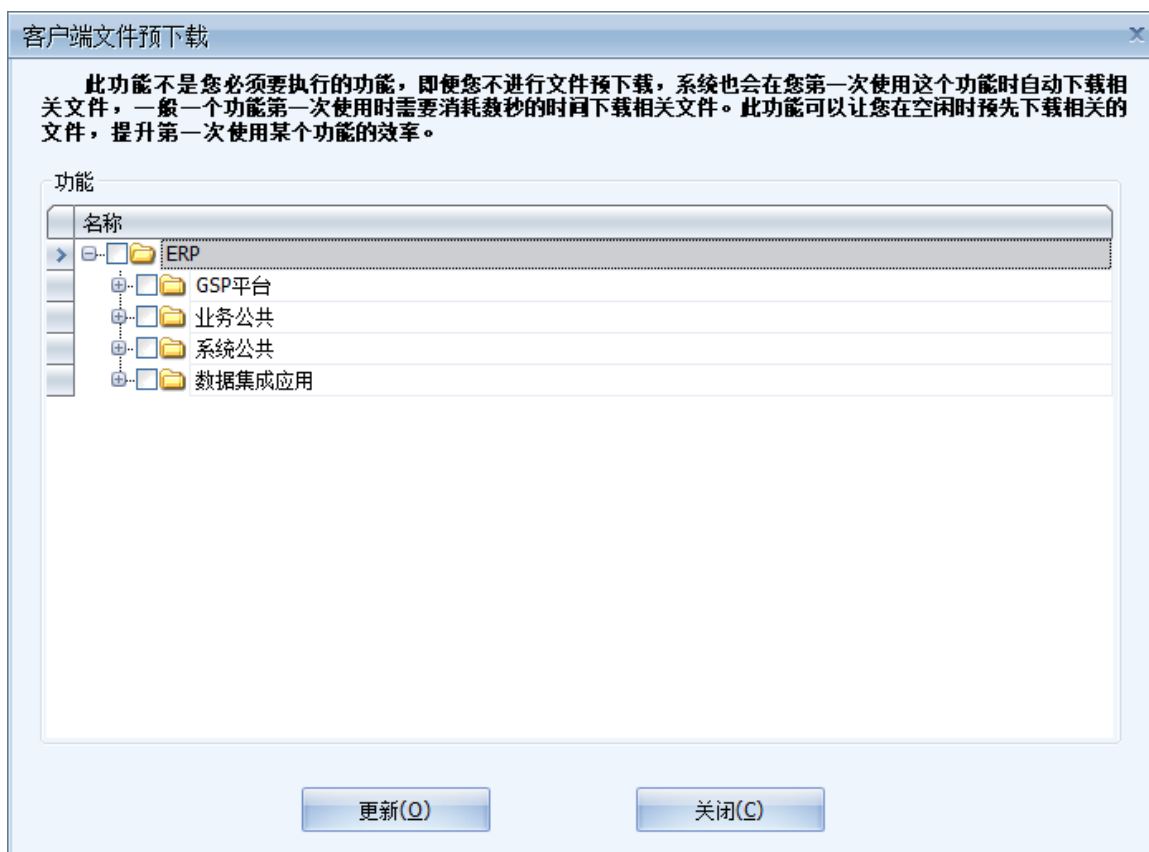 客户端文件预下载
此功能不是您必须要执行的功能，即便您不进行文件预下载，系统也会在您第一次使用这个功能时自动下载相
关文件，一般一个功能第一次使用时需要消耗数秒的时间下载相关文件。此功能可以让您在空闲时预先下载相关的
文件，提升第一次使用某个功能的效率。
功能
名称
ERP
GSP平台
业务公共
系统公共
数据集成应用
更新(O) 关闭(C)